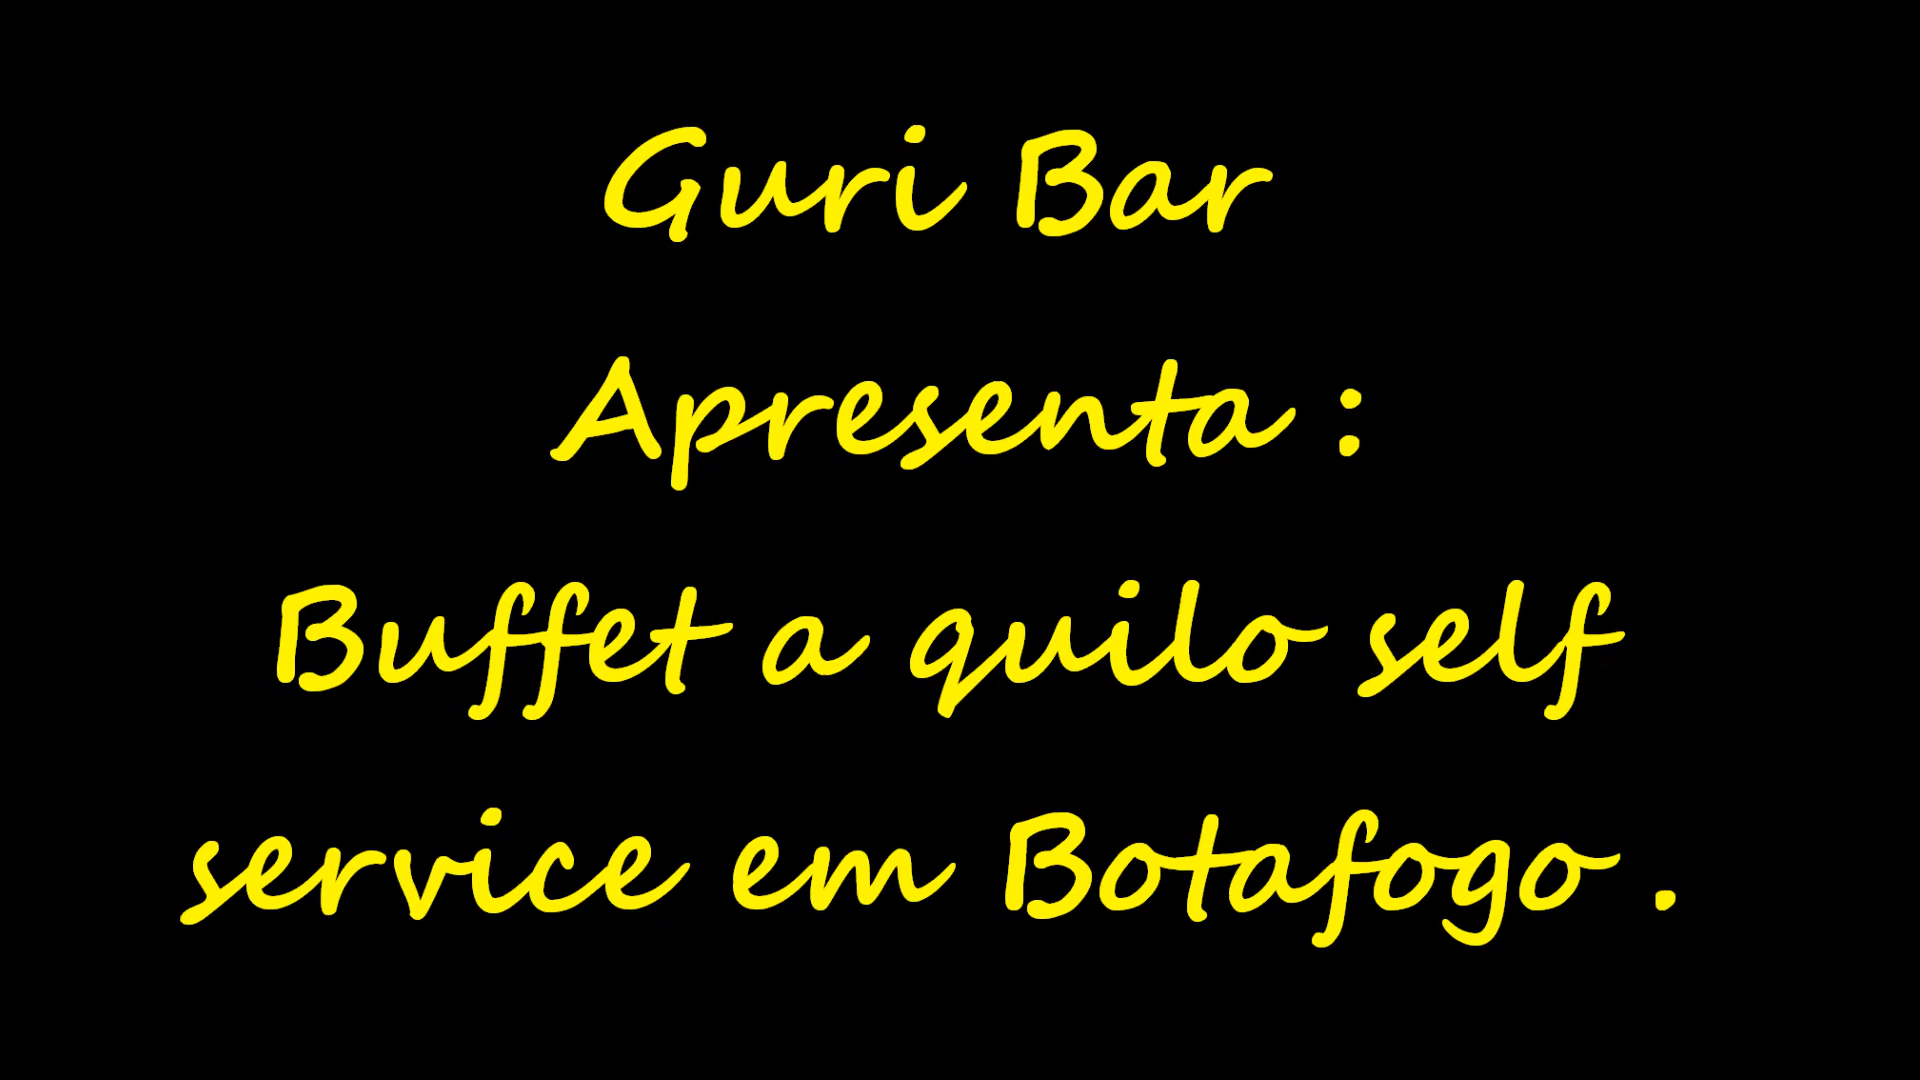 Guri Bar
Apresenta :
Buffet a quilo self
service em Botafogo .